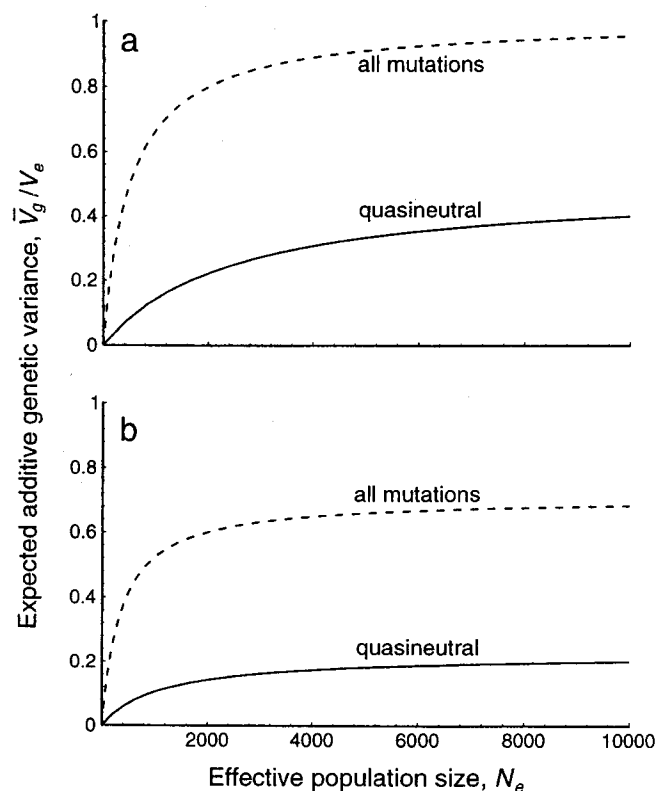 a
1
0.8
0.6
0.4
0.2
0
all mutations
quasineutral
b
1
0.8
0.6
0.4
0.2
0
all mutations
quasineutral
2000 4000 6000 8000 10000
Expected additive genetic variance, V̄g/Ve
Effective population size, Ne